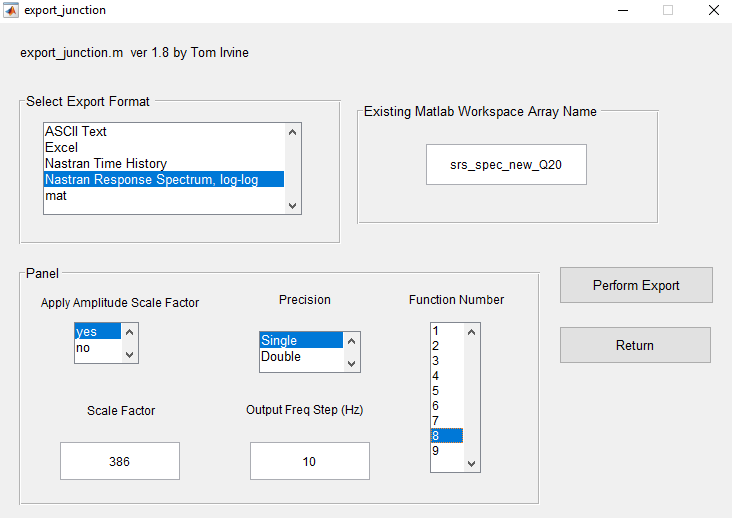 export_junction
export_junction.m ver 1.8 by Tom Irvine
Select Export Format
ASCII Text
Excel
Nastran Time History
Nastran Response Spectrum, log-log
mat
Existing Matlab Workspace Array Name
srs_spec_new_Q20
Panel
Apply Amplitude Scale Factor
yes
no
Precision
Single
Double
Function Number
1
2
3
4
5
6
7
8
9
Scale Factor
386
Output Freq Step (Hz)
10
Perform Export
Return